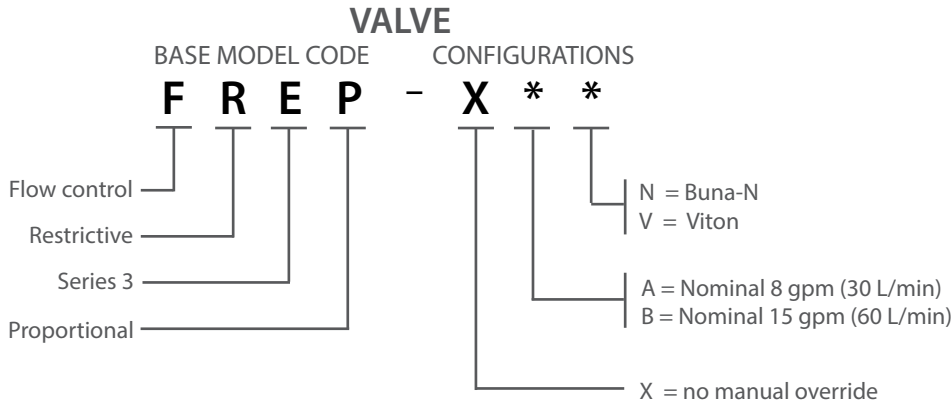 VALVE
BASE MODEL CODE CONFIGURATIONS
F R E P - X * *
Flow control
Restrictive
Series 3
Proportional
N = Buna-N
V = Viton
A = Nominal 8 gpm (30 L/min)
B = Nominal 15 gpm (60 L/min)
X = no manual override